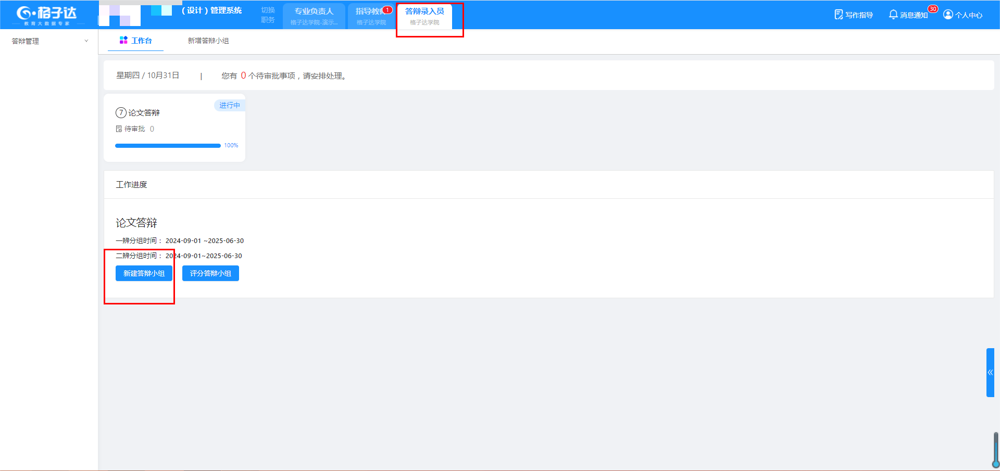 格子达
教育大数据专家
（设计）管理系统
切换
职务
专业负责人
格子达学院-演示...
指导教师
1
格子达学院
答辩录入员
格子达学院
写作指导
消息通知
30
个人中心
答辩管理
工作台
新增答辩小组
星期四 / 10月31日
|
您有 0 个待审批事项，请安排处理。
进行中
7 论文答辩
待审批 0
100%
工作进度
论文答辩
一辨分组时间： 2024-09-01 ~2025-06-30
二辨分组时间： 2024-09-01~2025-06-30
新建答辩小组
评分答辩小组